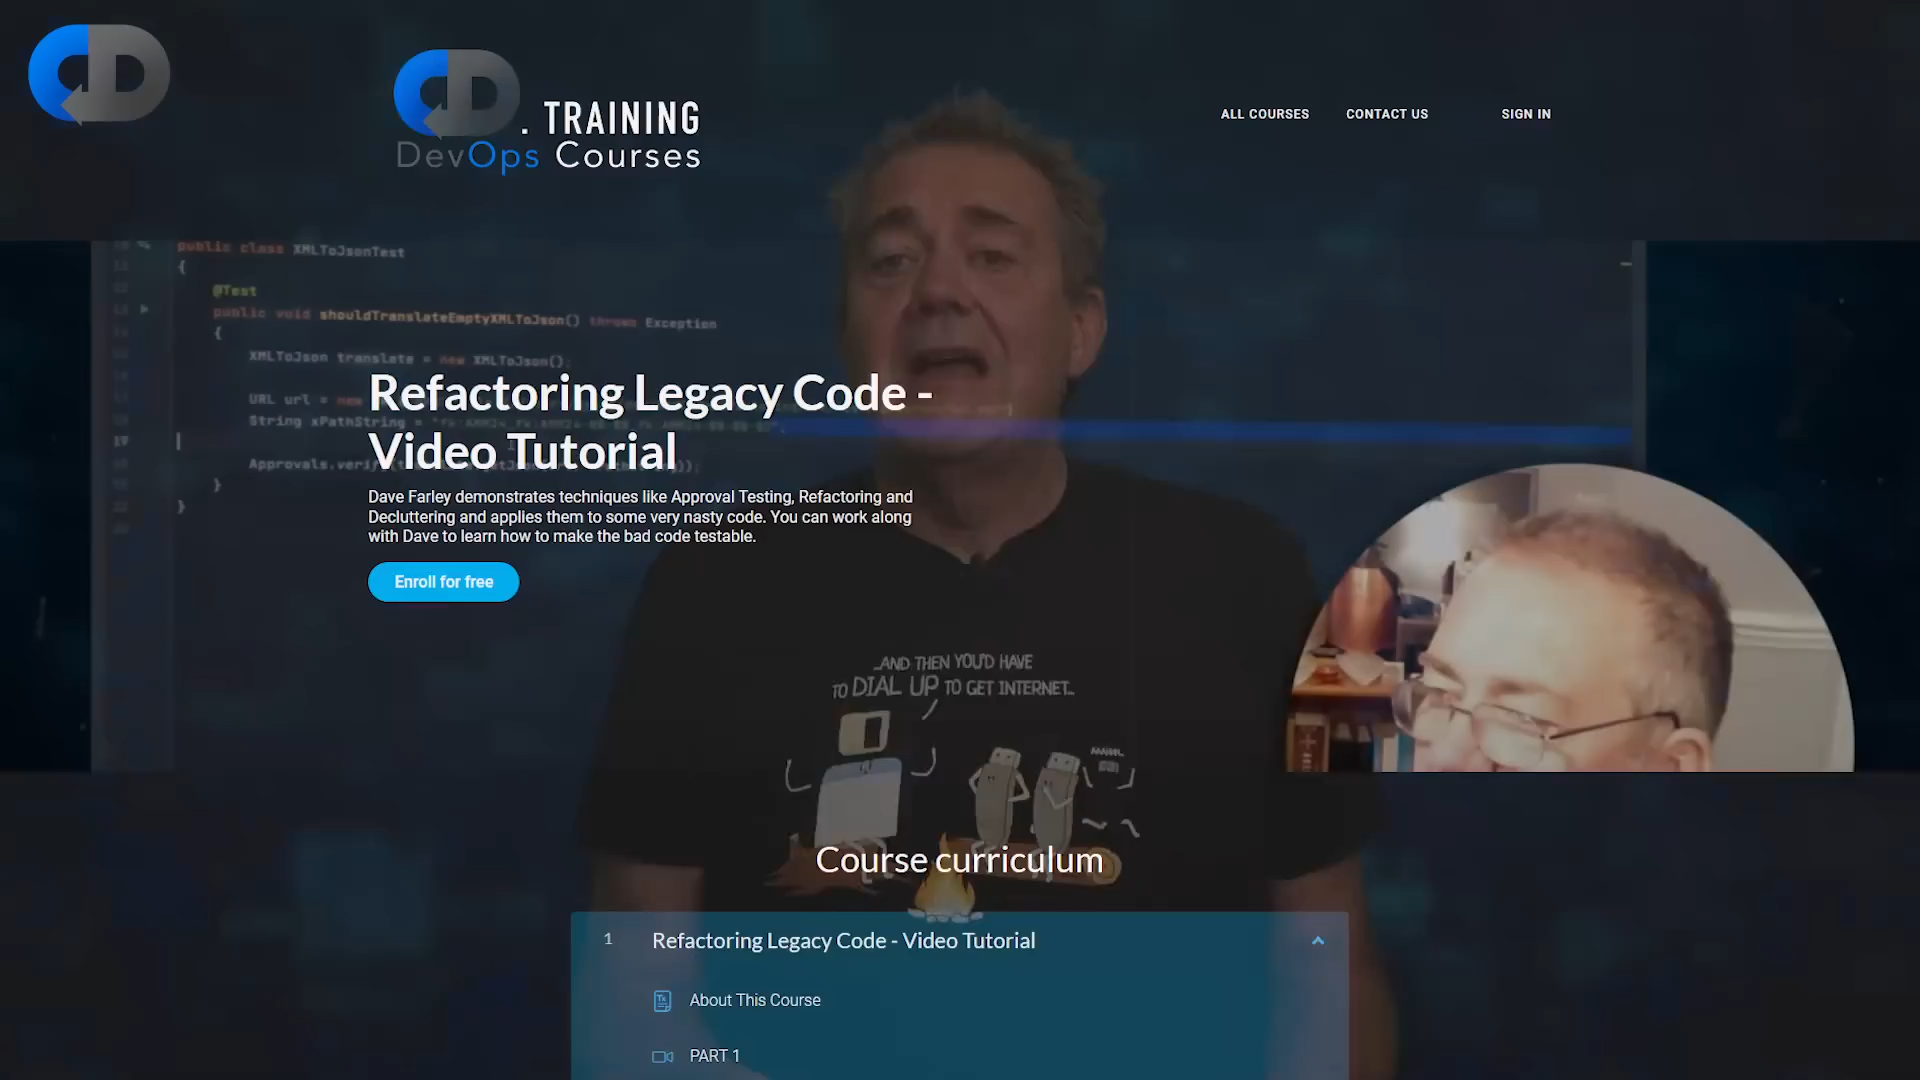 CD
CD
. TRAINING
DevOps Courses
ALL COURSES
CONTACT US
SIGN IN
public class XMLToJsonTest
{
@Test
public void shouldTranslateEmptyXMLToJson() throws Exception
{
XMLToJson translate = new XMLToJson();
URL url = new
String xPathString =
Approvals.verify
}
}
Refactoring Legacy Code -
Video Tutorial
Dave Farley demonstrates techniques like Approval Testing, Refactoring and
Decluttering and applies them to some very nasty code. You can work along
with Dave to learn how to make the bad code testable.
Enroll for free
...AND THEN YOU'D HAVE
TO DIAL UP TO GET INTERNET...
Course curriculum
1
Refactoring Legacy Code - Video Tutorial
About This Course
PART 1